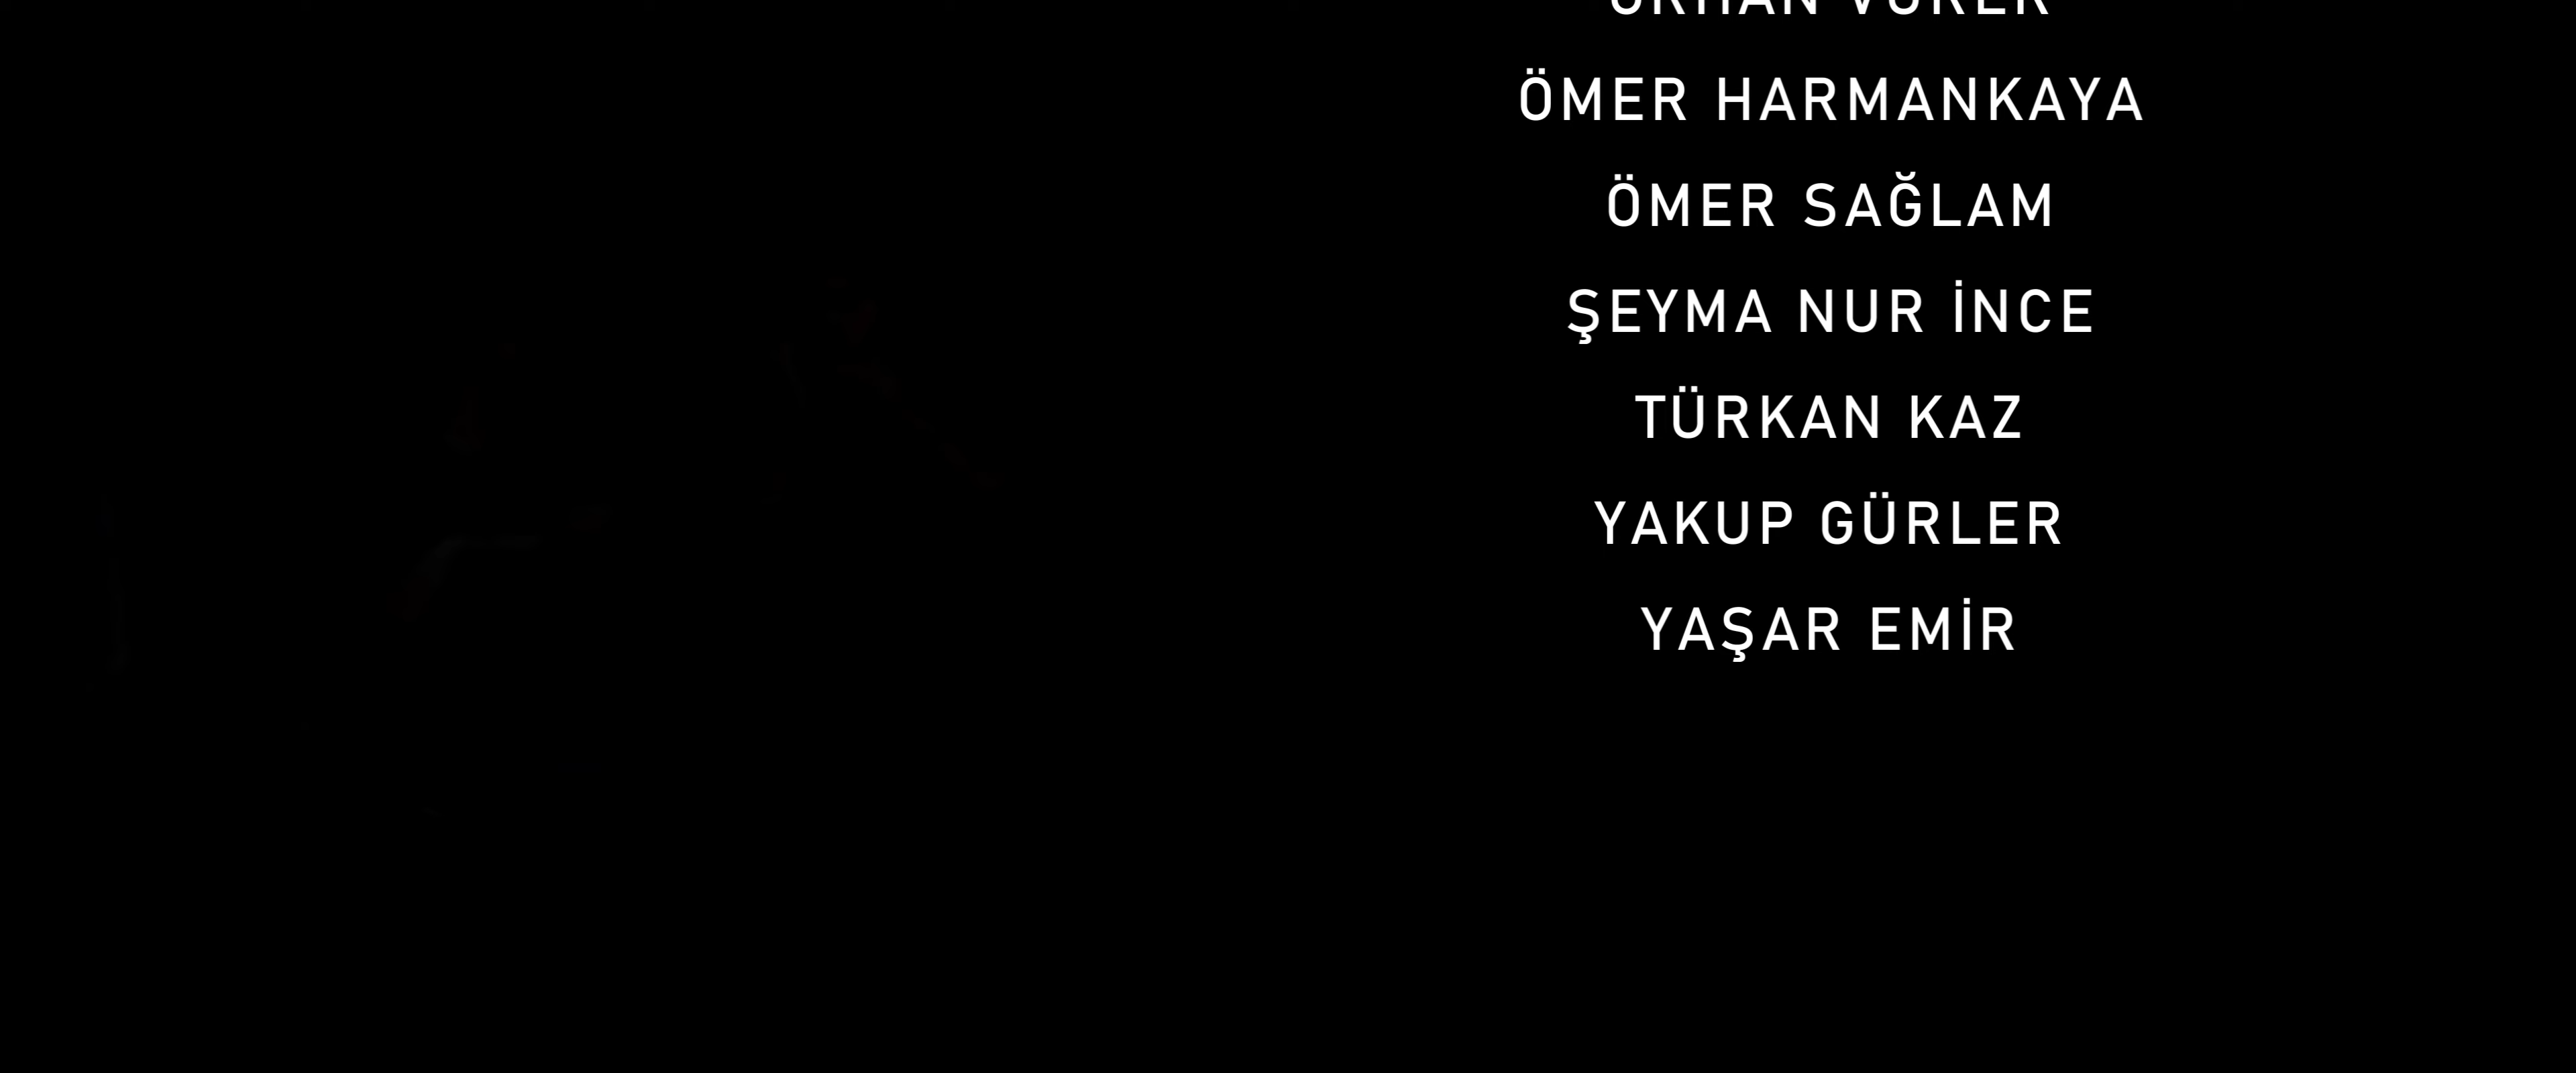 ÖMER HARMANKAYA
ÖMER SAĞLAM
ŞEYMA NUR İNCE
TÜRKAN KAZ
YAKUP GÜRLER
YAŞAR EMİR